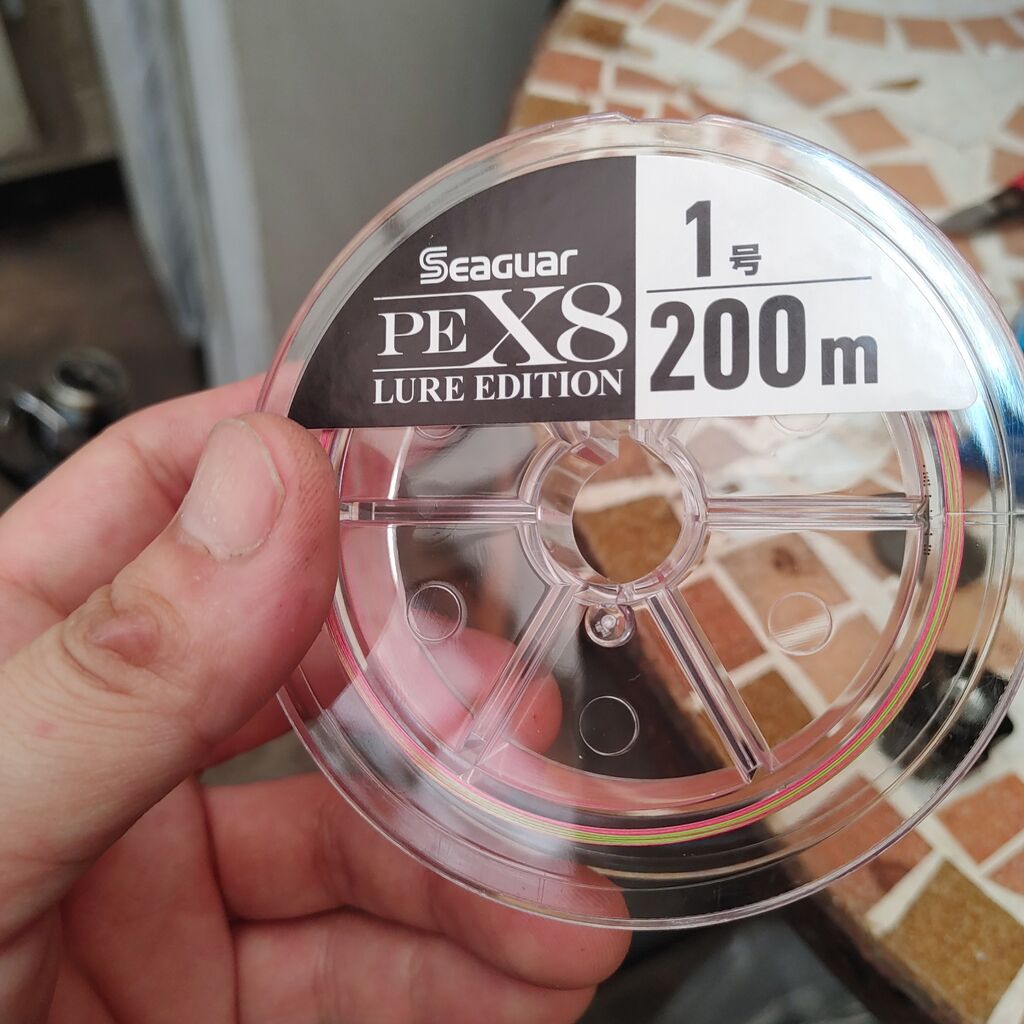 Seaguar
PE X8
LURE EDITION
1号
200m